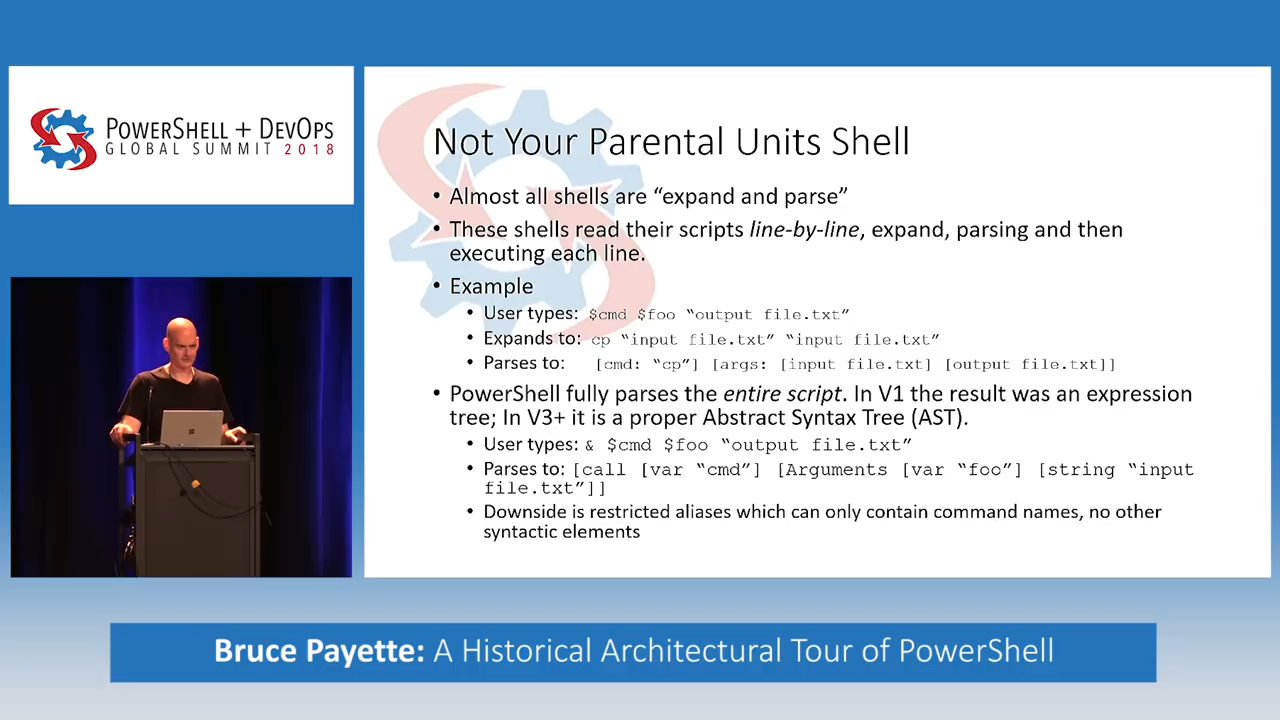 POWERSHELL + DEVOPS
GLOBAL SUMMIT 2018
Not Your Parental Units Shell
• Almost all shells are “expand and parse”
• These shells read their scripts line-by-line, expand, parsing and then
executing each line.
• Example
• User types: $cmd $foo “output file.txt”
• Expands to: cp “input file.txt” “input file.txt”
• Parses to: [cmd: “cp”] [args: [input file.txt] [output file.txt]]
• PowerShell fully parses the entire script. In V1 the result was an expression
tree; In V3+ it is a proper Abstract Syntax Tree (AST).
• User types: & $cmd $foo “output file.txt”
• Parses to: [call [var “cmd”] [Arguments [var “foo”] [string “input
file.txt”]]
• Downside is restricted aliases which can only contain command names, no other
syntactic elements
Bruce Payette: A Historical Architectural Tour of PowerShell